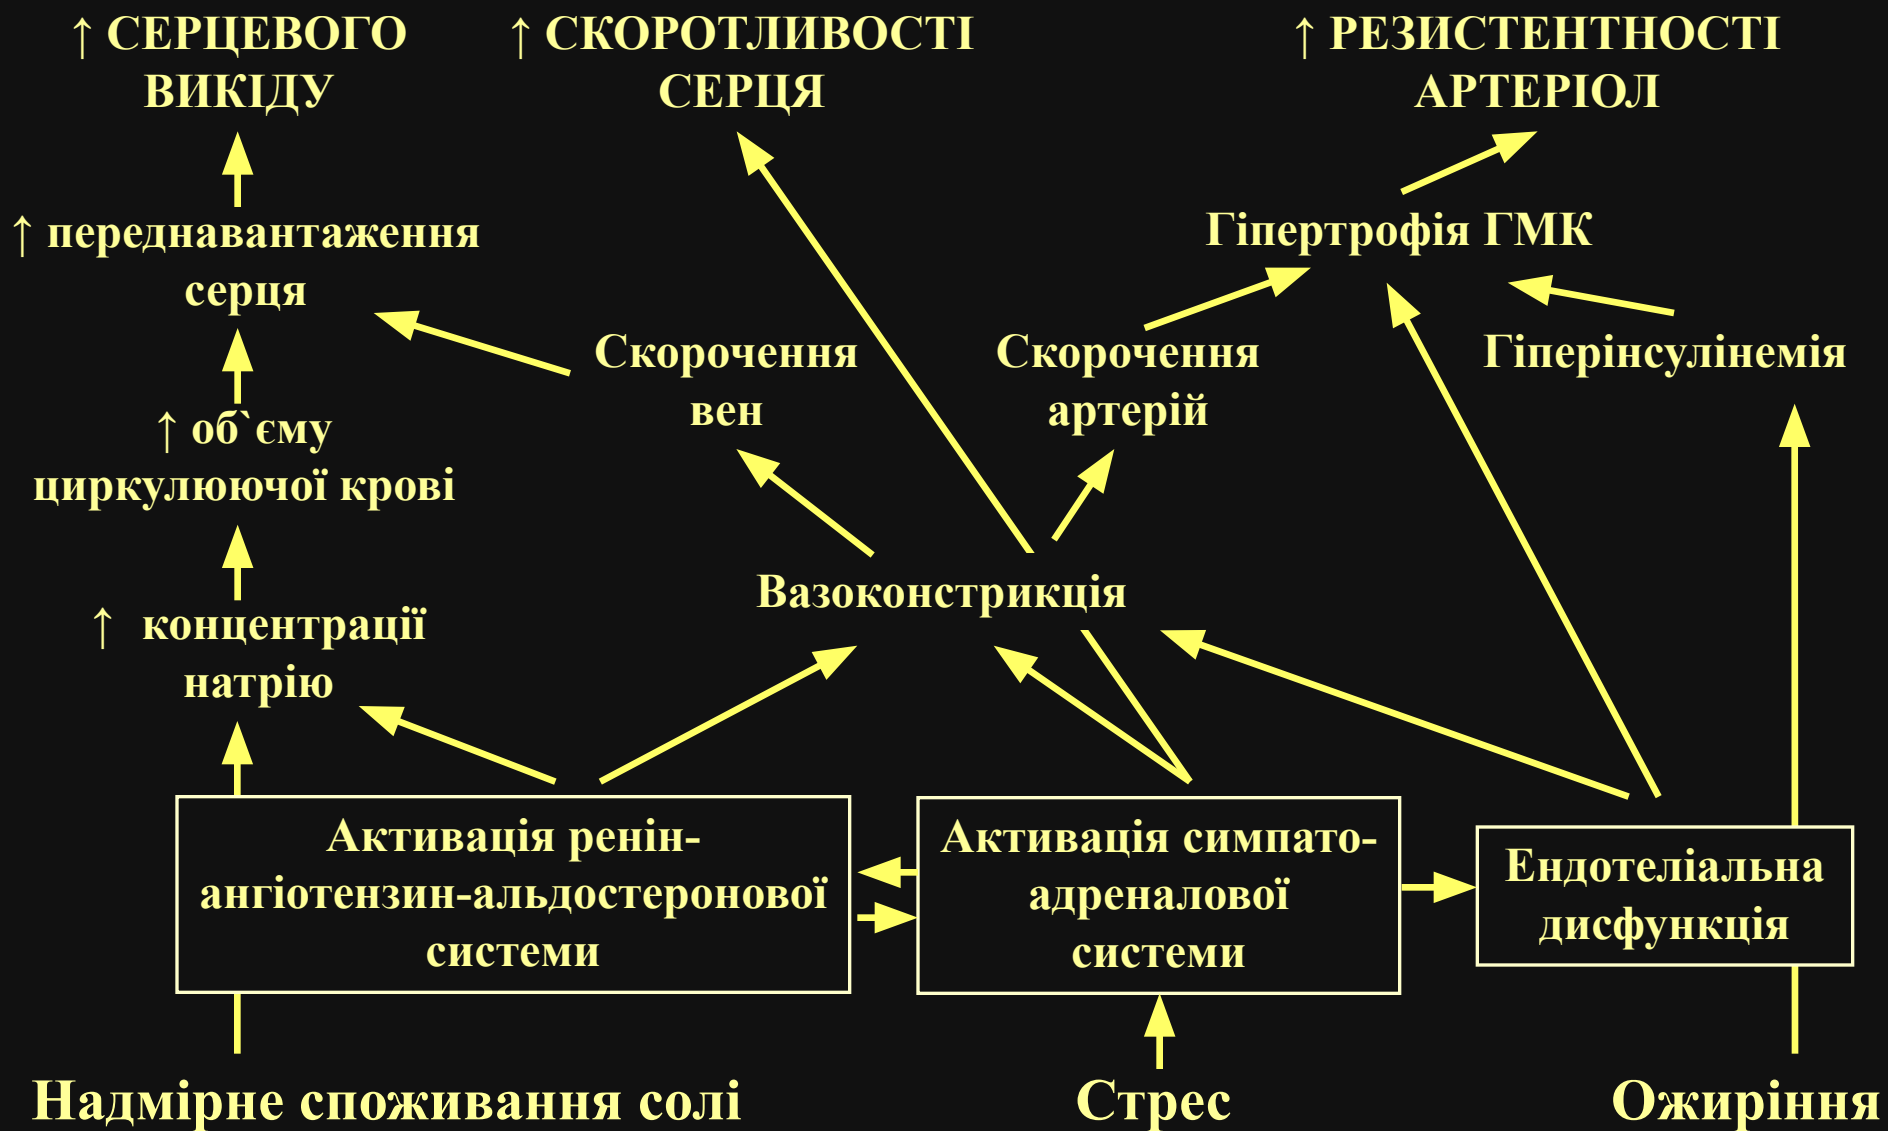 ↑ СЕРЦЕВОГО
ВИКІДУ
↑ СКОРОТЛИВОСТІ
СЕРЦЯ
↑ РЕЗИСТЕНТНОСТІ
АРТЕРІОЛ
↑ переднавантаження
серця
Гіпертрофія ГМК
Скорочення
вен
Скорочення
артерій
Гіперінсулінемія
↑ об`єму
циркулюючої крові
Вазоконстрикція
↑ концентрації
натрію
Активація ренін-
ангіотензин-альдостеронової
системи
Активація симпато-
адреналової
системи
Ендотеліальна
дисфункція
Надмірне споживання солі
Стрес
Ожиріння